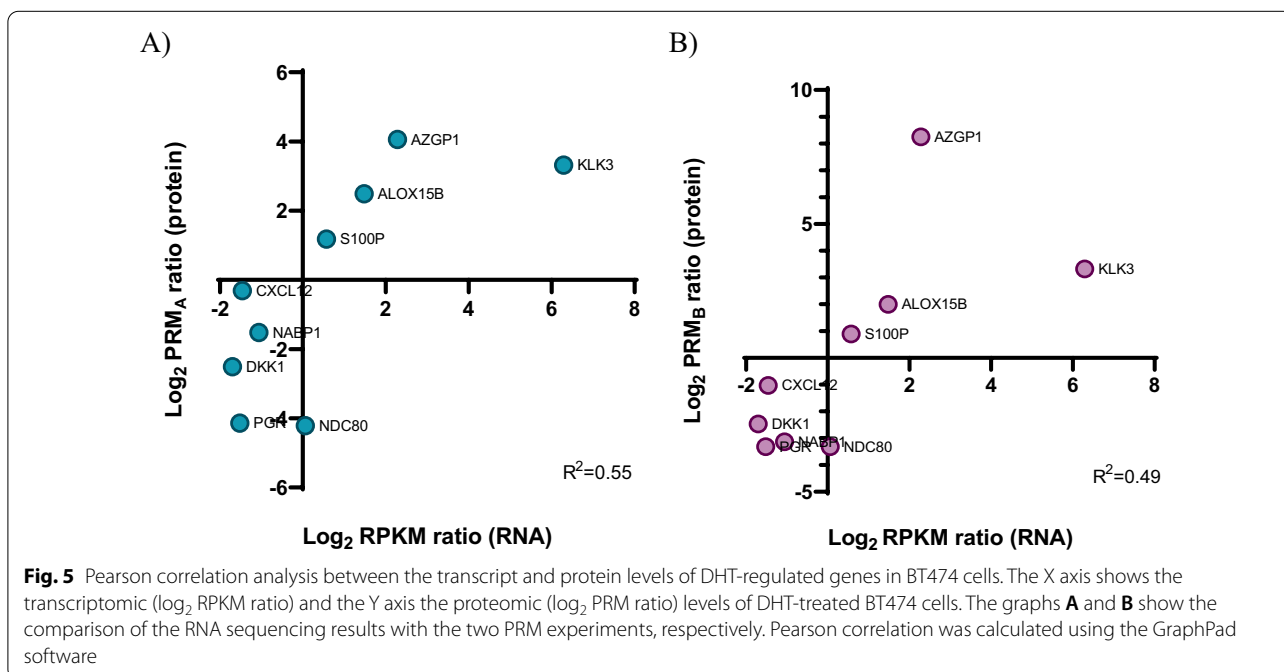 A)
6
4
2
-2
-4
-6
-2
2
4
6
8
AZGP1
KLK3
ALOX15B
S100P
CXCL12
NABP1
DKK1
PGR
NDC80
R²=0.55
Log₂ PRM_A ratio (protein)
Log₂ RPKM ratio (RNA)
B)
10
5
-5
-2
2
4
6
8
AZGP1
KLK3
ALOX15B
S100P
CXCL12
DKK1
NABP1
PGR
NDC80
R²=0.49
Log₂ PRM_B ratio (protein)
Log₂ RPKM ratio (RNA)
Fig. 5 Pearson correlation analysis between the transcript and protein levels of DHT-regulated genes in BT474 cells. The X axis shows the
transcriptomic (log₂ RPKM ratio) and the Y axis the proteomic (log₂ PRM ratio) levels of DHT-treated BT474 cells. The graphs A and B show the
comparison of the RNA sequencing results with the two PRM experiments, respectively. Pearson correlation was calculated using the GraphPad
software